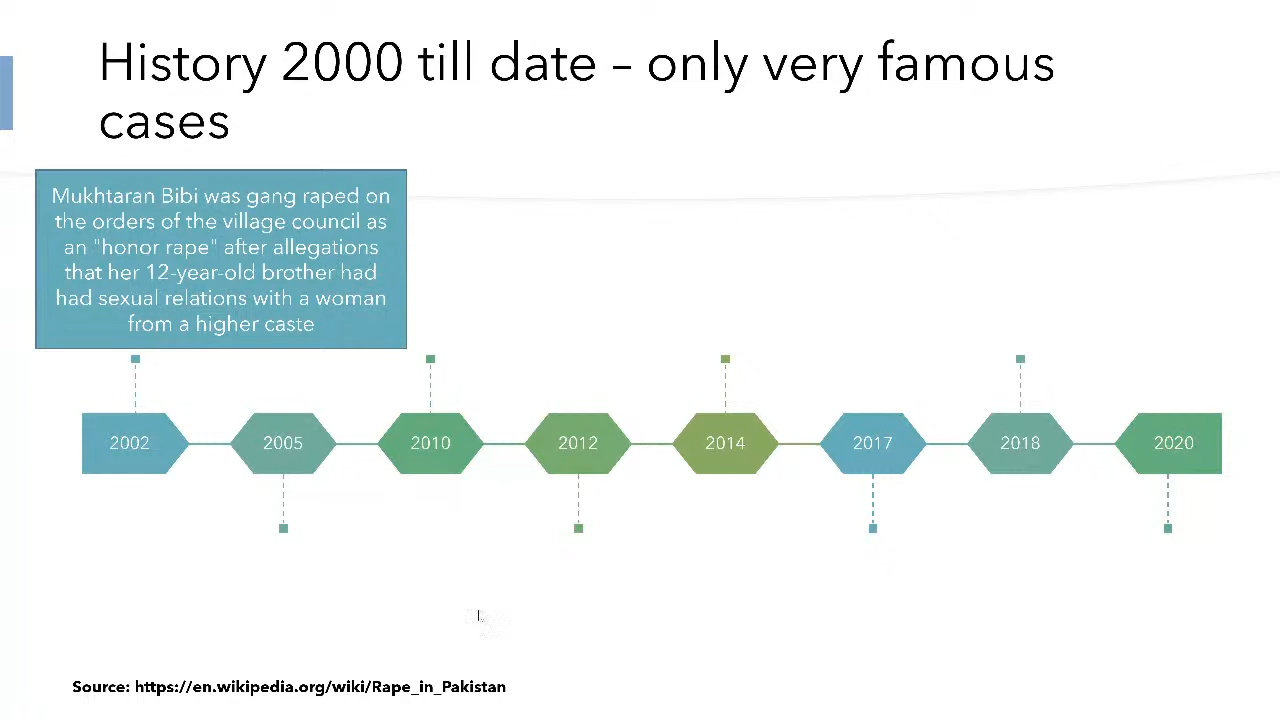 History 2000 till date – only very famous
cases
Mukhtaran Bibi was gang raped on
the orders of the village council as
an "honor rape" after allegations
that her 12-year-old brother had
had sexual relations with a woman
from a higher caste
2002 2005 2010 2012 2014 2017 2018 2020
Source: https://en.wikipedia.org/wiki/Rape_in_Pakistan